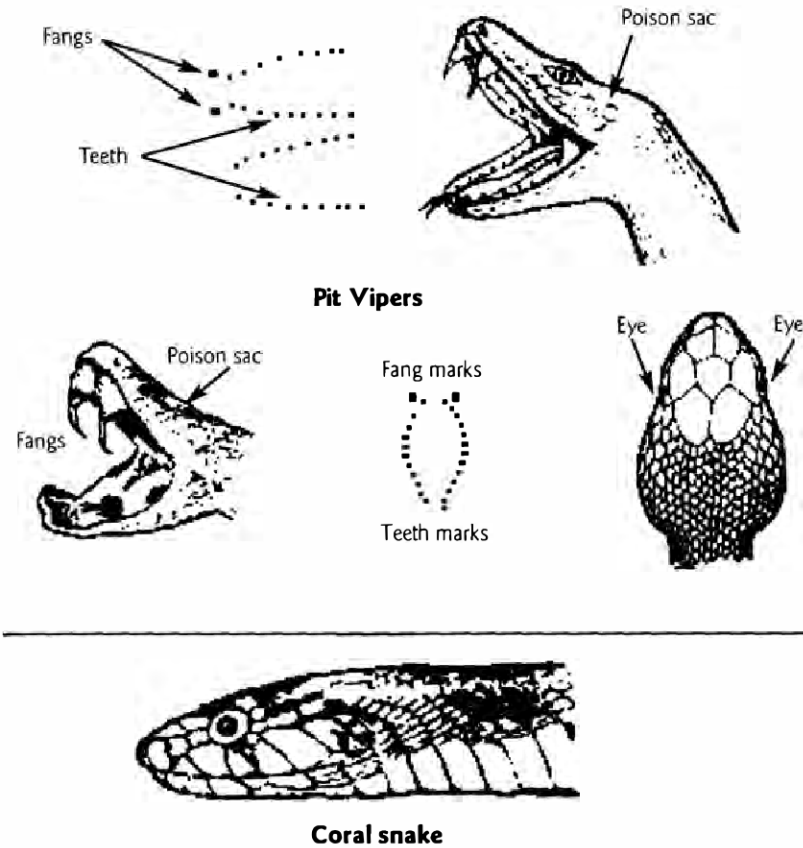 Fangs
Poison sac
Teeth
Pit Vipers
Eye
Eye
Poison sac
Fang marks
Fangs
Teeth marks
Coral snake